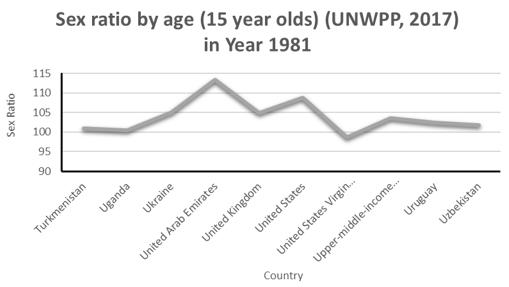 Sex ratio by age (15 year olds) (UNWPP, 2017)
in Year 1981
115
110
105
100
95
90
Sex Ratio
Turkmenistan
Uganda
Ukraine
United Arab Emirates
United Kingdom
United States
United States Virgin…
Upper-middle-income…
Uruguay
Uzbekistan
Country